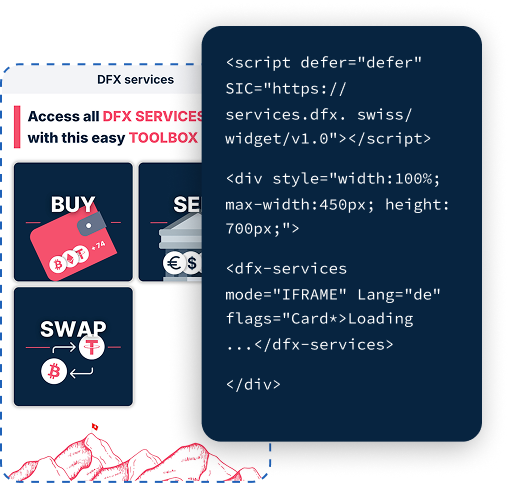 DFX services
Access all DFX SERVICES
with this easy TOOLBOX
BUY
74
SWAP
<script defer="defer"
SIC="https://
services.dfx. swiss/
widget/v1.0"></script>
<div style="width:100%;
max-width:450px; height:
700px;">
<dfx-services
mode="IFRAME" Lang="de"
flags="Card*>Loading
...</dfx-services>
</div>